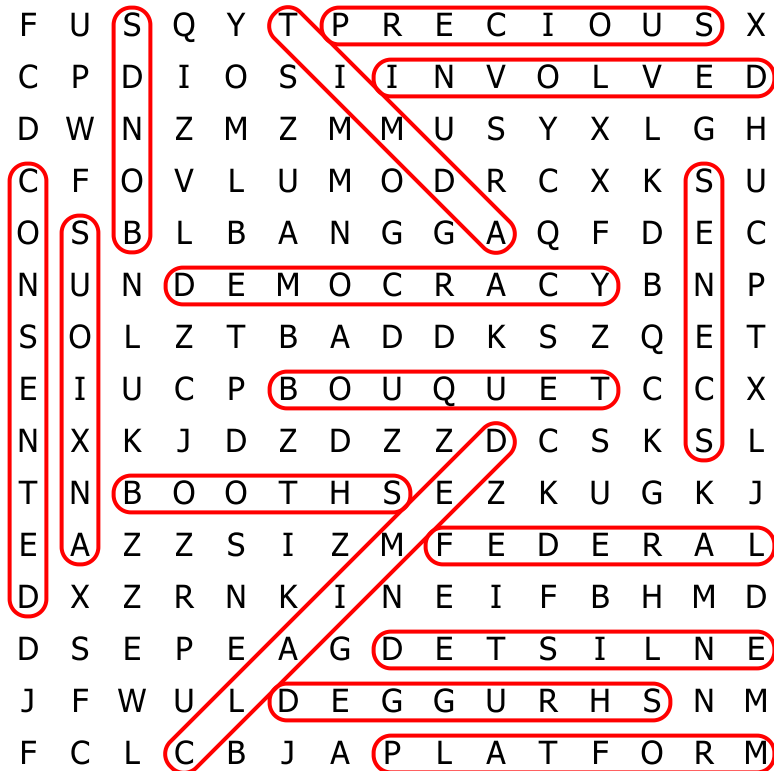 F U S Q Y T P R E C I O U S X
C P D I O S I I N V O L V E D
D W N Z M Z M M U S Y X L G H
C F O V L U M O D R C X K S U
O S B L B A N G G A Q F D E C
N U N D E M O C R A C Y B N P
S O L Z T B A D D K S Z Q E T
E I U C P B O U Q U E T C C X
N X K J D Z D Z Z D C S K S L
T N B O O T H S E Z K U G K J
E A Z Z S I Z M F E D E R A L
D X Z R N K I N E I F B H M D
D S E P E A G D E T S I L N E
J F W U L D E G G U R H S N M
F C L C B J A P L A T F O R M